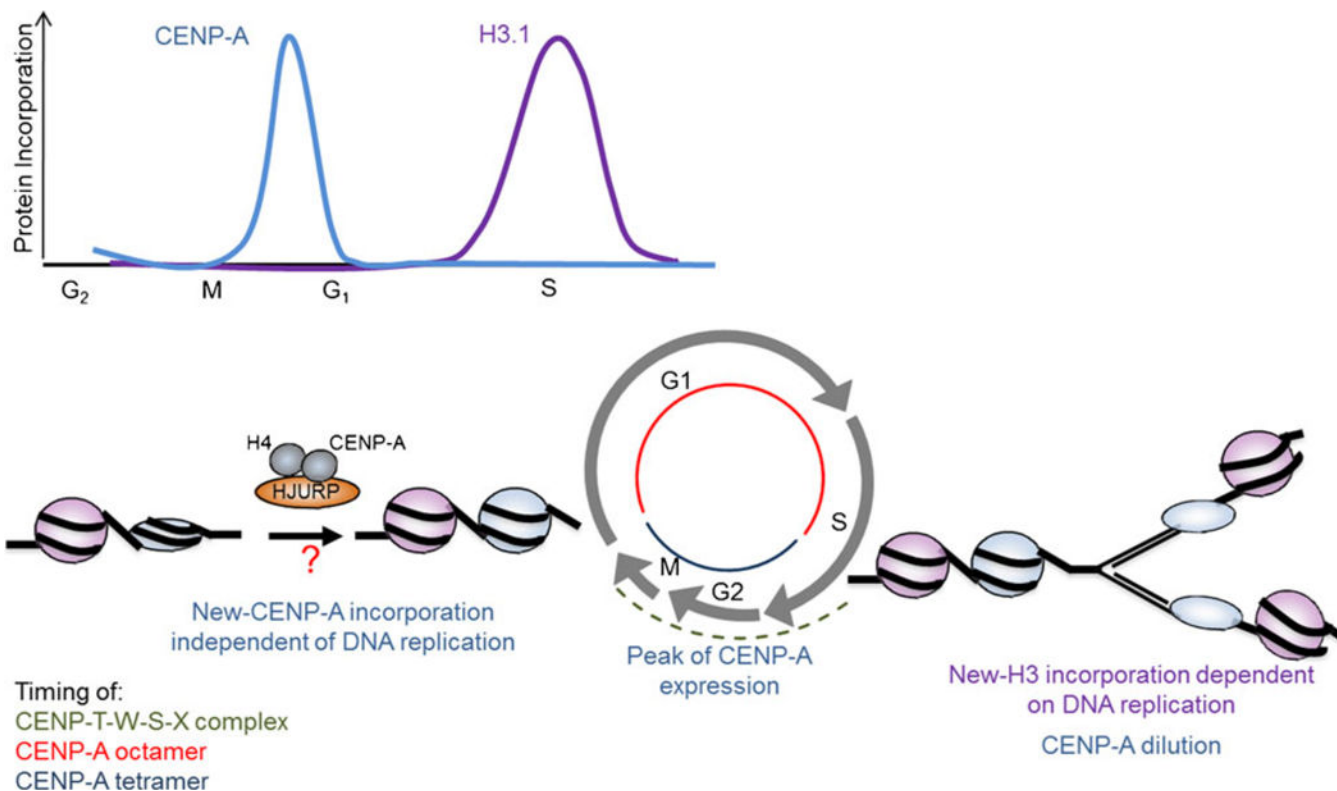 Protein Incorporation
CENP-A
H3.1
G2
M
G1
S
H4
CENP-A
HJURP
?
New-CENP-A incorporation
independent of DNA replication
G1
S
M
G2
Peak of CENP-A
expression
New-H3 incorporation dependent
on DNA replication
CENP-A dilution
Timing of:
CENP-T-W-S-X complex
CENP-A octamer
CENP-A tetramer